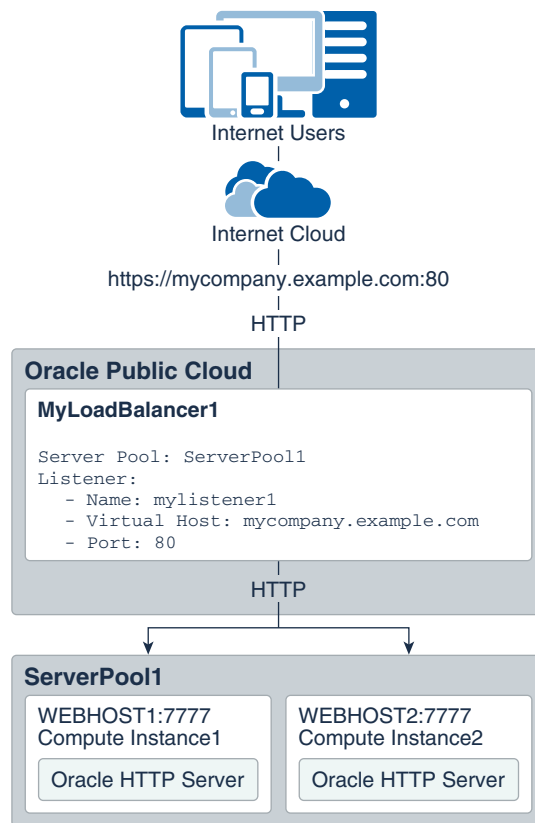 Internet Users
Internet Cloud
https://mycompany.example.com:80
HTTP
Oracle Public Cloud
MyLoadBalancer1
Server Pool: ServerPool1
Listener:
- Name: mylistener1
- Virtual Host: mycompany.example.com
- Port: 80
HTTP
ServerPool1
WEBHOST1:7777
Compute Instance1
Oracle HTTP Server
WEBHOST2:7777
Compute Instance2
Oracle HTTP Server